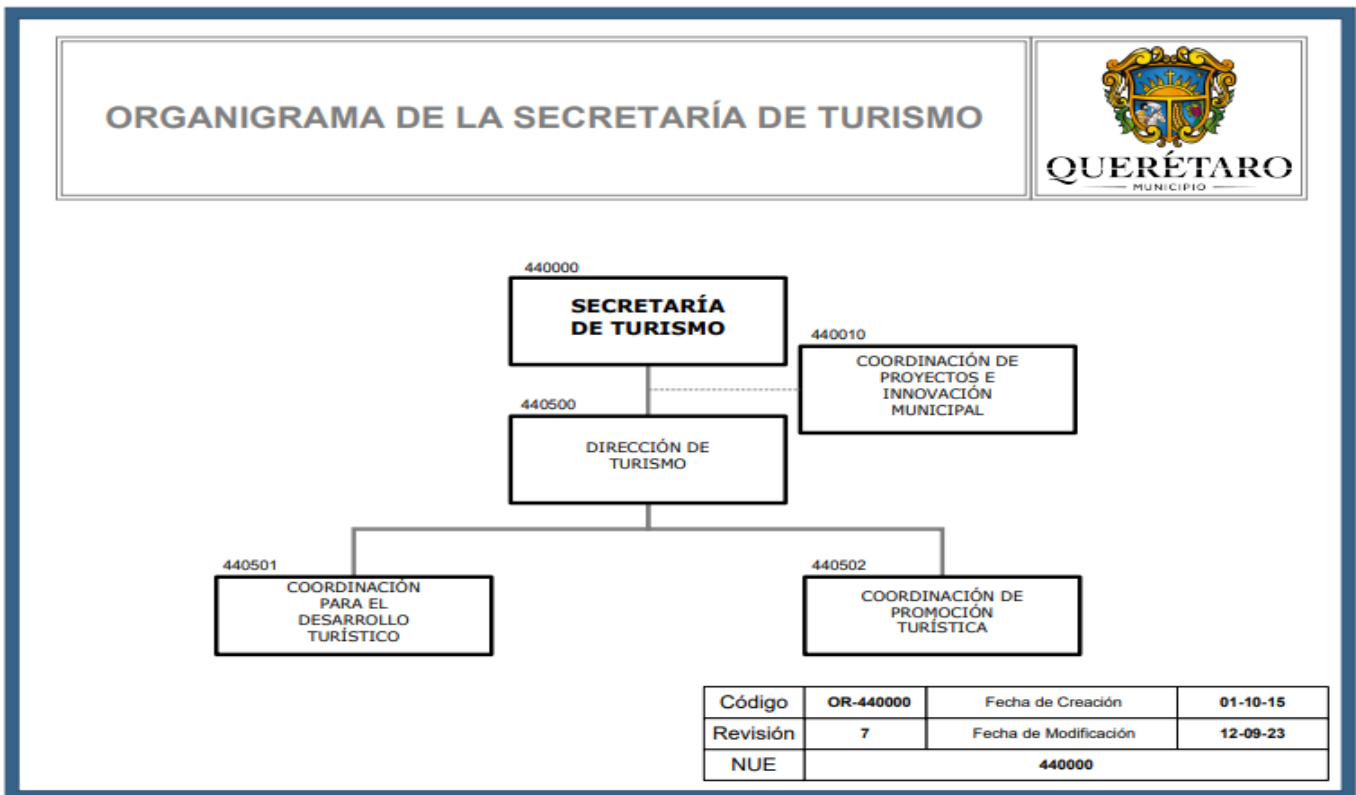 ORGANIGRAMA DE LA SECRETARÍA DE TURISMO
QUERÉTARO
MUNICIPIO
440000
SECRETARÍA
DE TURISMO
440010
COORDINACIÓN DE
PROYECTOS E
INNOVACIÓN
MUNICIPAL
440500
DIRECCIÓN DE
TURISMO
440501
COORDINACIÓN
PARA EL
DESARROLLO
TURÍSTICO
440502
COORDINACIÓN DE
PROMOCIÓN
TURÍSTICA
Código OR-440000 Fecha de Creación 01-10-15
Revisión 7 Fecha de Modificación 12-09-23
NUE 440000